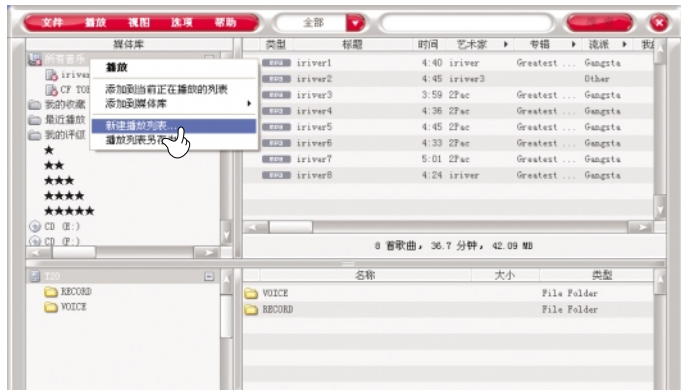 文件 播放 视图 选项 帮助 全部
媒体库 类型 标题 时间 艺术家 专辑 流派
所有音乐
播放
添加到当前正在播放的列表
添加到媒体库
新建播放列表...
播放列表另存
CF TOE
我的收藏
最近播放
我的评
★
★★
★★★
★★★★
★★★★★
CD (E:)
CD (F:)
iriver1 4:40 iriver Greatest ... Gangsta
iriver2 4:45 iriver3 Other
iriver3 3:59 2Pac Greatest ... Gangsta
iriver4 4:36 2Pac Greatest ... Gangsta
iriver5 4:45 2Pac Greatest ... Gangsta
iriver6 4:33 2Pac Greatest ... Gangsta
iriver7 5:01 2Pac Greatest ... Gangsta
iriver8 4:24 iriver Greatest ... Gangsta
8 首歌曲, 36.7 分钟, 42.09 MB
T20
RECORD
VOICE
名称 大小 类型
VOICE File Folder
RECORD File Folder